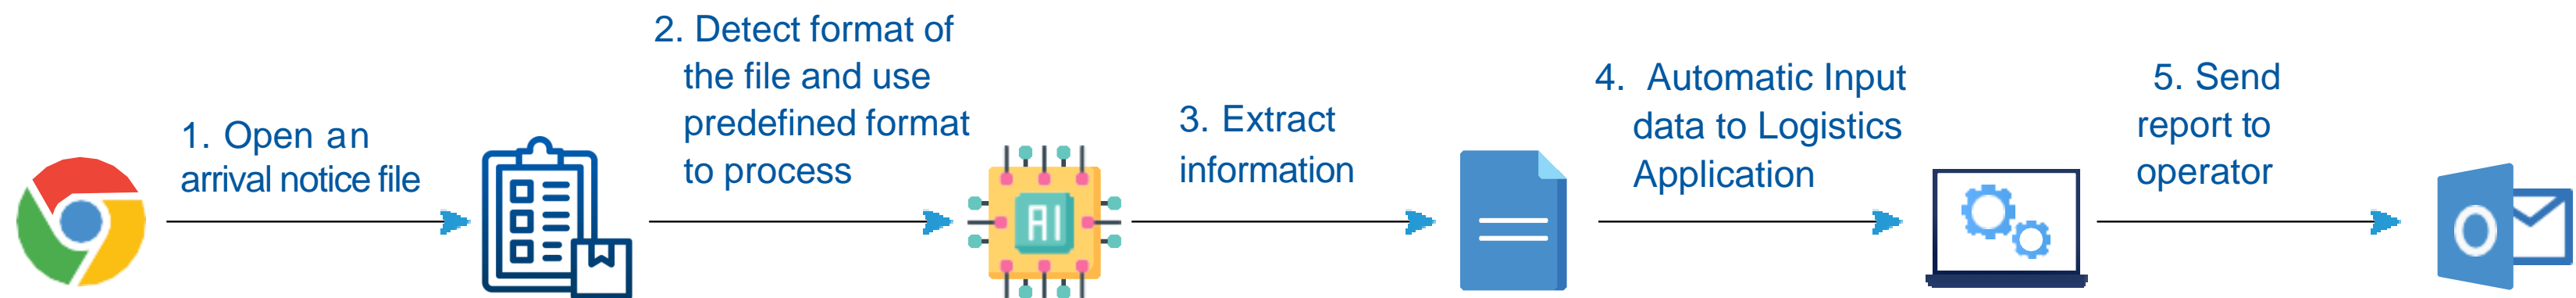 1. Open an
arrival notice file
2. Detect format of
the file and use
predefined format
to process
AI
3. Extract
information
4. Automatic Input
data to Logistics
Application
5. Send
report to
operator
O